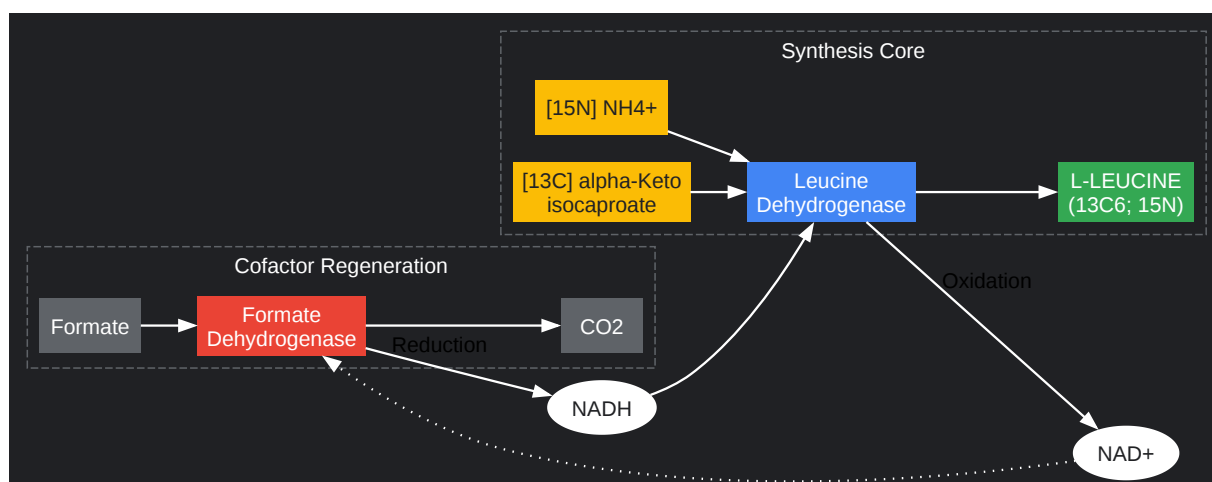 Synthesis Core
[15N] NH4+
[13C] alpha-Keto
isocaproate
Leucine
Dehydrogenase
L-LEUCINE
(13C6; 15N)
Cofactor Regeneration
Formate
Formate
Dehydrogenase
CO2
Oxidation
Reduction
NADH
NAD+